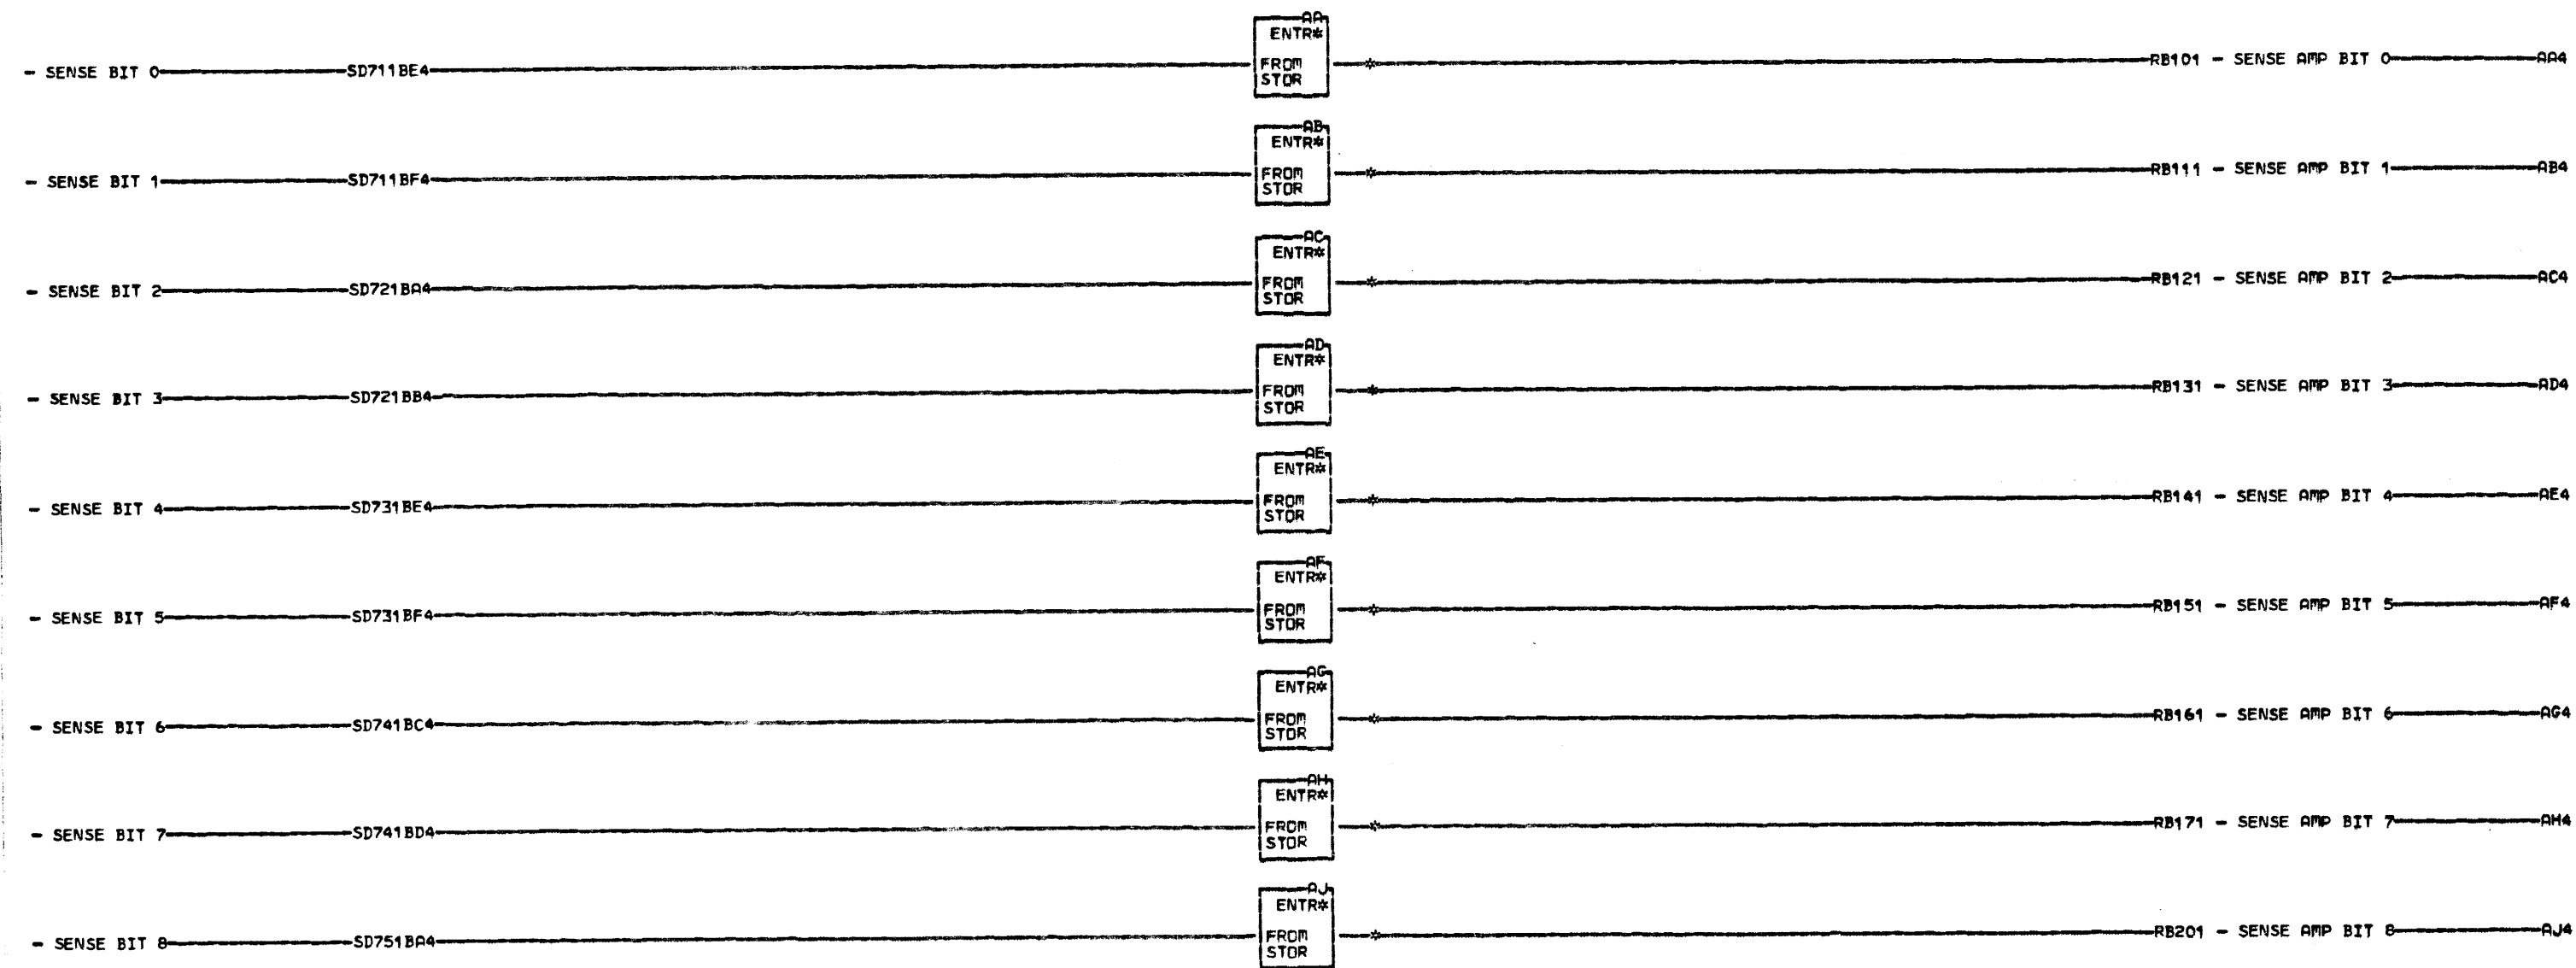 AA
ENTR*
- SENSE BIT 0 SD711BE4 FROM STOR * RB101 - SENSE AMP BIT 0 AA4
AB
ENTR*
- SENSE BIT 1 SD711BF4 FROM STOR * RB111 - SENSE AMP BIT 1 AB4
AC
ENTR*
- SENSE BIT 2 SD721BA4 FROM STOR * RB121 - SENSE AMP BIT 2 AC4
AD
ENTR*
- SENSE BIT 3 SD721BB4 FROM STOR * RB131 - SENSE AMP BIT 3 AD4
AE
ENTR*
- SENSE BIT 4 SD731BE4 FROM STOR * RB141 - SENSE AMP BIT 4 AE4
AF
ENTR*
- SENSE BIT 5 SD731BF4 FROM STOR * RB151 - SENSE AMP BIT 5 AF4
AG
ENTR*
- SENSE BIT 6 SD741BC4 FROM STOR * RB161 - SENSE AMP BIT 6 AG4
AH
ENTR*
- SENSE BIT 7 SD741BD4 FROM STOR * RB171 - SENSE AMP BIT 7 AH4
AJ
ENTR*
- SENSE BIT 8 SD751BA4 FROM STOR * RB201 - SENSE AMP BIT 8 AJ4